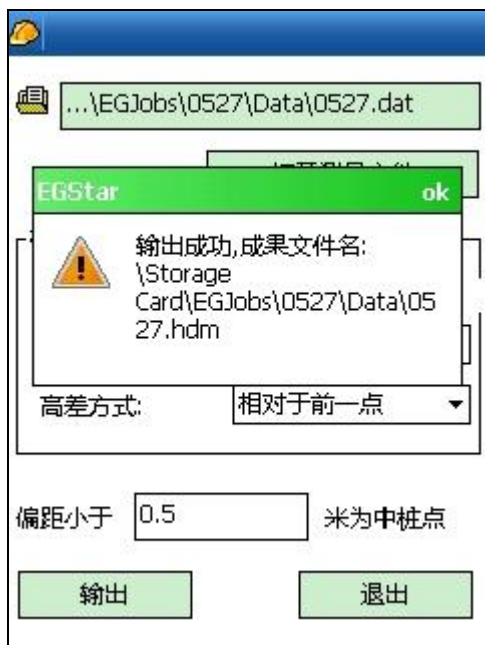 ...\EGJobs\0527\Data\0527.dat
EGStar
ok
输出成功,成果文件名:
\Storage
Card\EGJobs\0527\Data\05
27.hdm
高差方式:
相对于前一点
偏距小于
0.5
米为中桩点
输出
退出